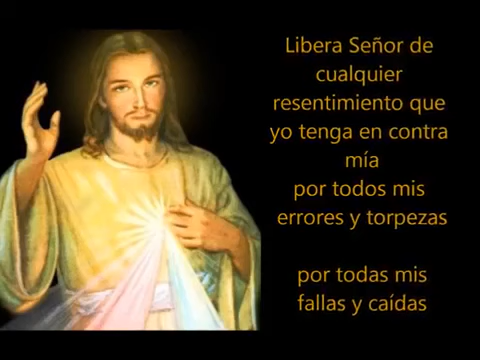 Libera Señor de
cualquier
resentimiento que
yo tenga en contra
mía
por todos mis
errores y torpezas
por todas mis
fallas y caídas